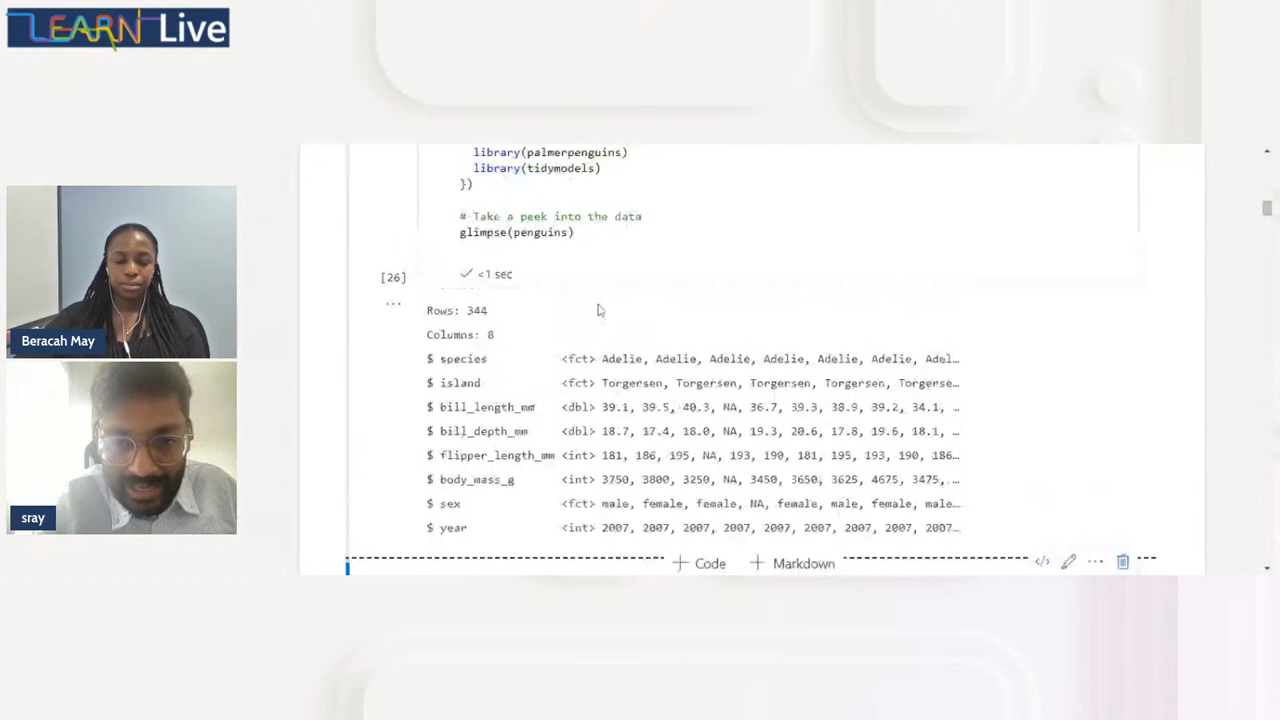 LEARN Live
library(palmerpenguins)
library(tidymodels)
})
# Take a peek into the data
glimpse(penguins)
[26]
<1 sec
...
Rows: 344
Columns: 8
$ species <fct> Adelie, Adelie, Adelie, Adelie, Adelie, Adelie, Adel…
$ island <fct> Torgersen, Torgersen, Torgersen, Torgersen, Torgerse…
$ bill_length_mm <dbl> 39.1, 39.5, 40.3, NA, 36.7, 39.3, 38.9, 39.2, 34.1, …
$ bill_depth_mm <dbl> 18.7, 17.4, 18.0, NA, 19.3, 20.6, 17.8, 19.6, 18.1, …
$ flipper_length_mm <int> 181, 186, 195, NA, 193, 190, 181, 195, 193, 190, 186…
$ body_mass_g <int> 3750, 3800, 3250, NA, 3450, 3650, 3625, 4675, 3475, …
$ sex <fct> male, female, female, NA, female, male, female, male…
$ year <int> 2007, 2007, 2007, 2007, 2007, 2007, 2007, 2007, 2007…
+ Code + Markdown </> ...
Beracah May
sray